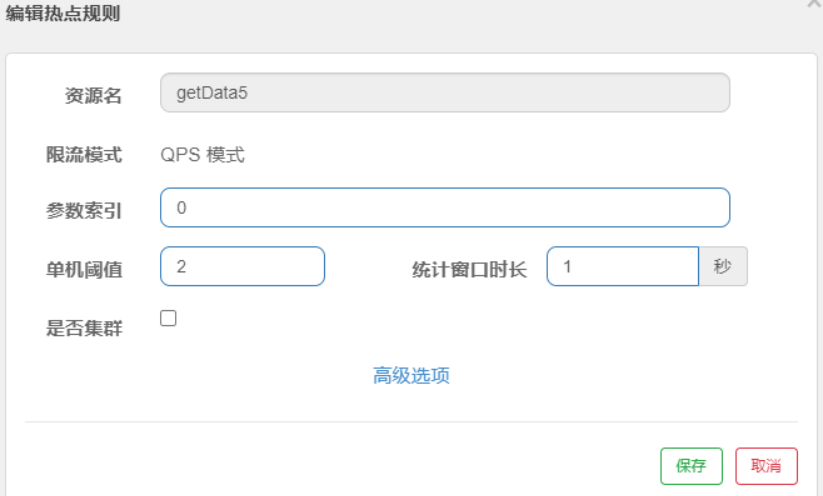 编辑热点规则
资源名 getData5
限流模式 QPS 模式
参数索引 0
单机阈值 2 统计窗口时长 1 秒
是否集群
高级选项
保存 取消